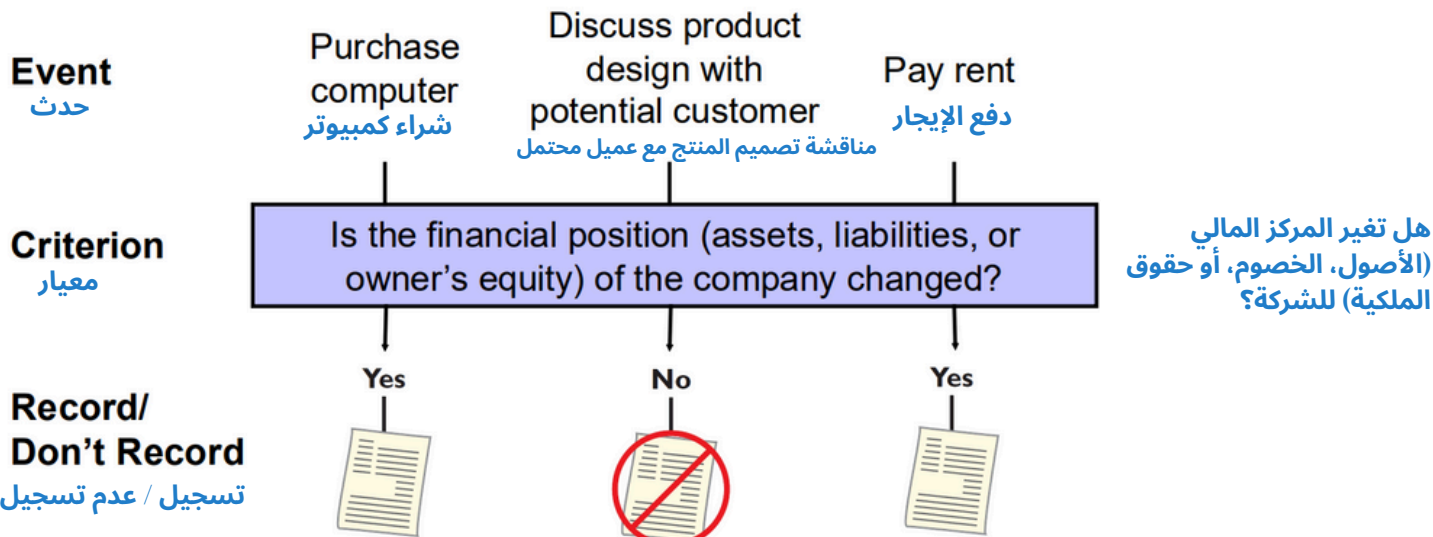 Event
حدث
Purchase
computer
شراء كمبيوتر
Discuss product
design with
potential customer
مناقشة تصميم المنتج مع عميل محتمل
Pay rent
دفع الإيجار
Criterion
معيار
Is the financial position (assets, liabilities, or
owner's equity) of the company changed?
هل تغير المركز المالي
(الأصول، الخصوم، أو حقوق
الملكية) للشركة؟
Record/
Don't Record
تسجيل / عدم تسجيل
Yes
No
Yes